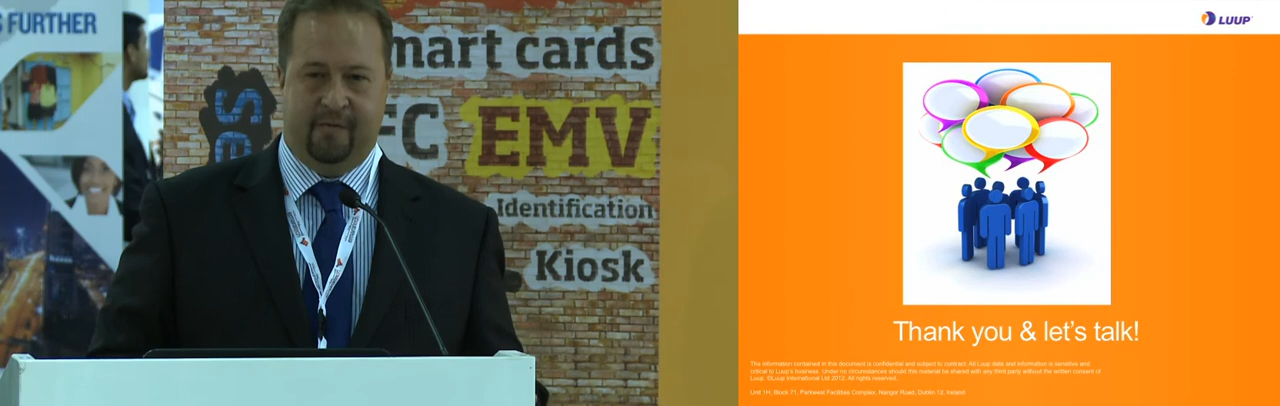 S FURTHER
mart cards
FC
EMV
Identification
Kiosk
LUUP
Thank you & let's talk!
The information contained in this document is confidential and subject to contract. All Luup data and information is sensitive and
critical to Luup's business. Under no circumstances should this material be shared with any third party without the written consent of
Luup. ©Luup International Ltd 2012. All rights reserved.
Unit 1H, Block 71, Parkwest Facilities Complex, Nangor Road, Dublin 12, Ireland